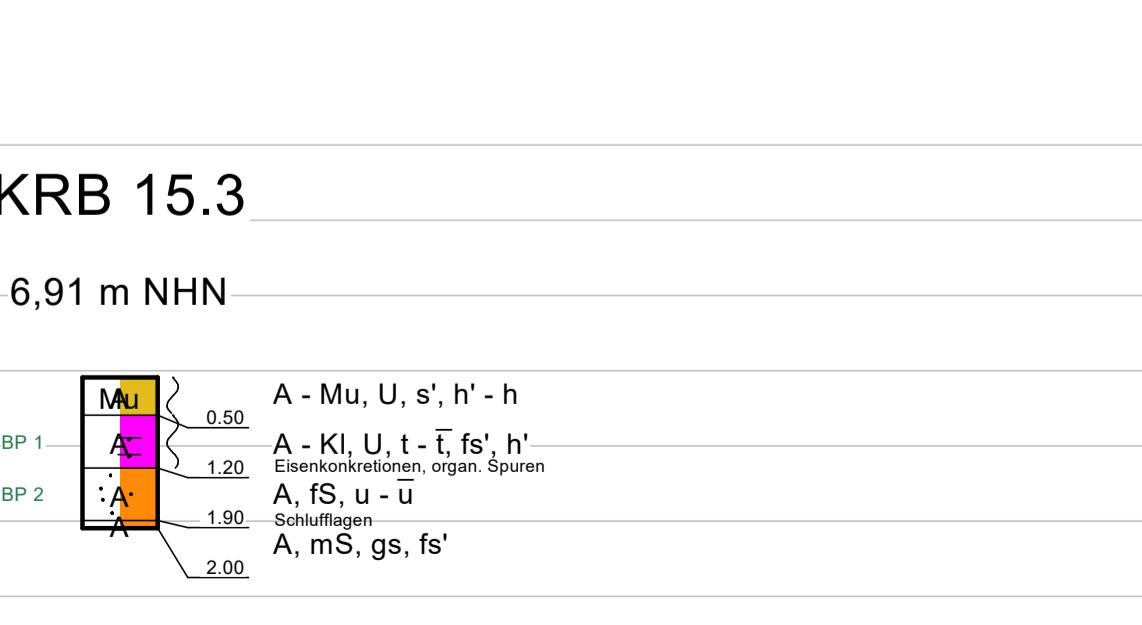 KRB 15.3
6,91 m NHN
Mu A
A - Mu, U, s', h' - h
0.50
BP 1
A
A - Kl, U, t - t̅, fs', h'
1.20
Eisenkonkretionen, organ. Spuren
BP 2
A
A, fS, u - u̅
1.90
Schlufflagen
A
A, mS, gs, fs'
2.00